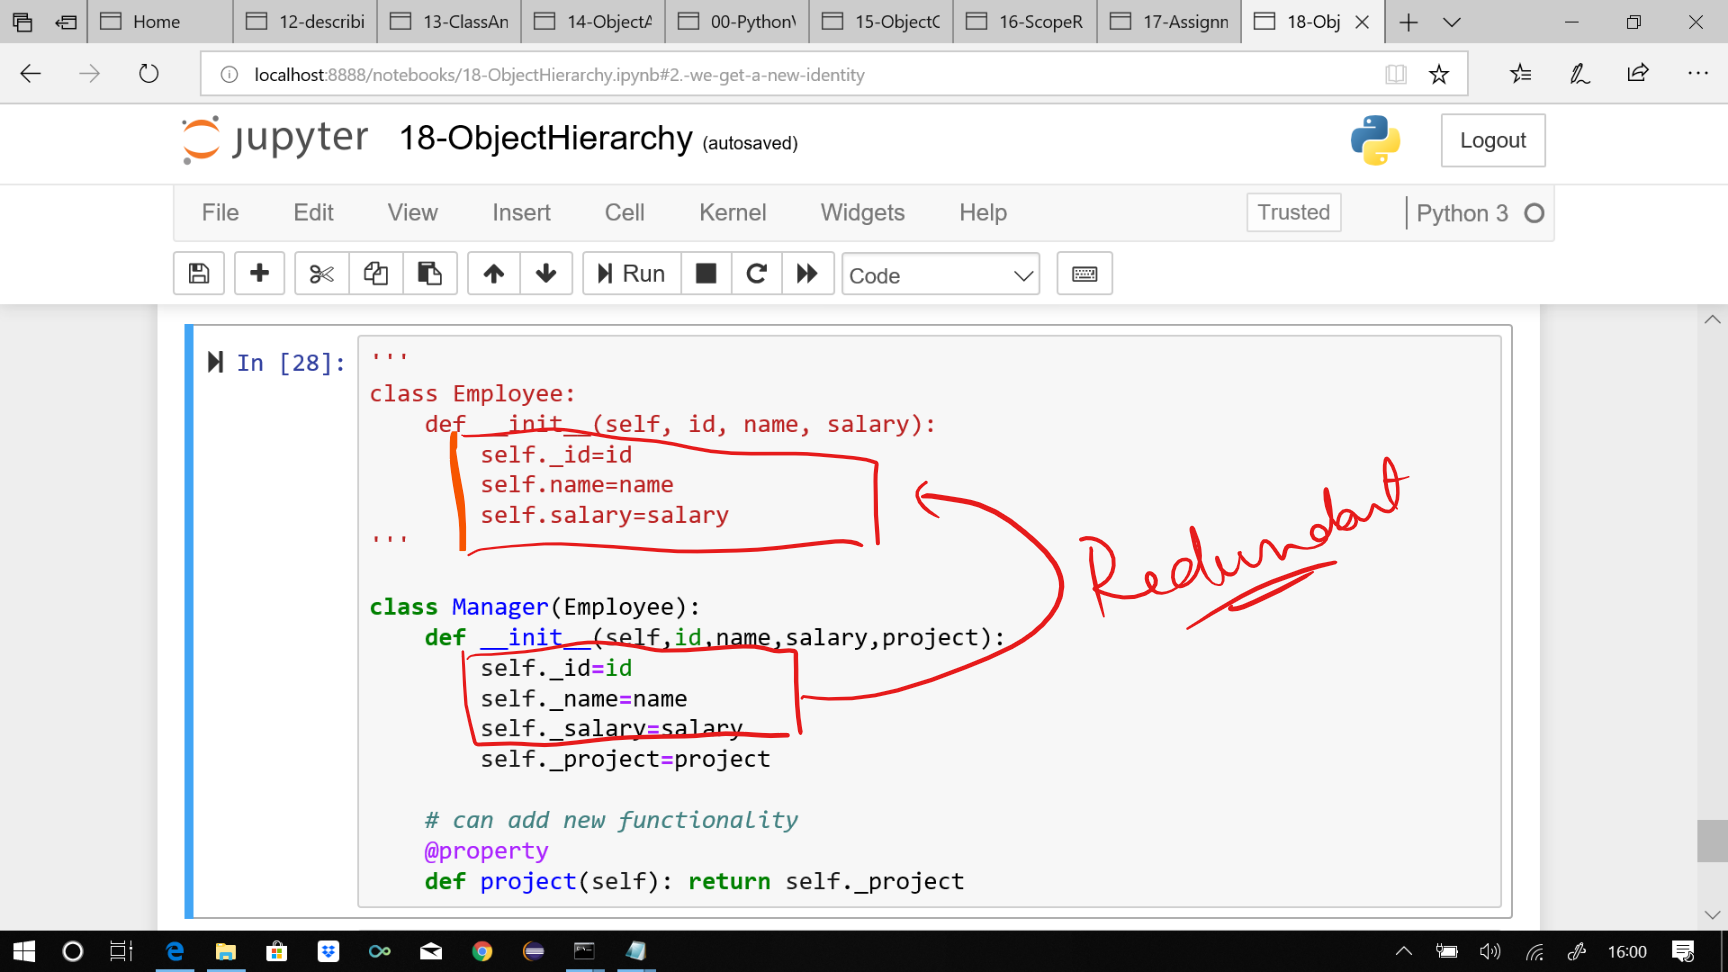 Home
12-describi
13-ClassAn
14-ObjectA
00-Python
15-ObjectC
16-ScopeR
17-Assignn
18-Obj
localhost:8888/notebooks/18-ObjectHierarchy.ipynb#2.-we-get-a-new-identity
jupyter 18-ObjectHierarchy (autosaved)
Logout
File Edit View Insert Cell Kernel Widgets Help Trusted Python 3
Run Code
In [28]: '''
class Employee:
    def __init__(self, id, name, salary):
        self._id=id
        self.name=name
        self.salary=salary
'''
Redundant
class Manager(Employee):
    def __init__(self,id,name,salary,project):
        self._id=id
        self._name=name
        self._salary=salary
        self._project=project
    # can add new functionality
    @property
    def project(self): return self._project
16:00